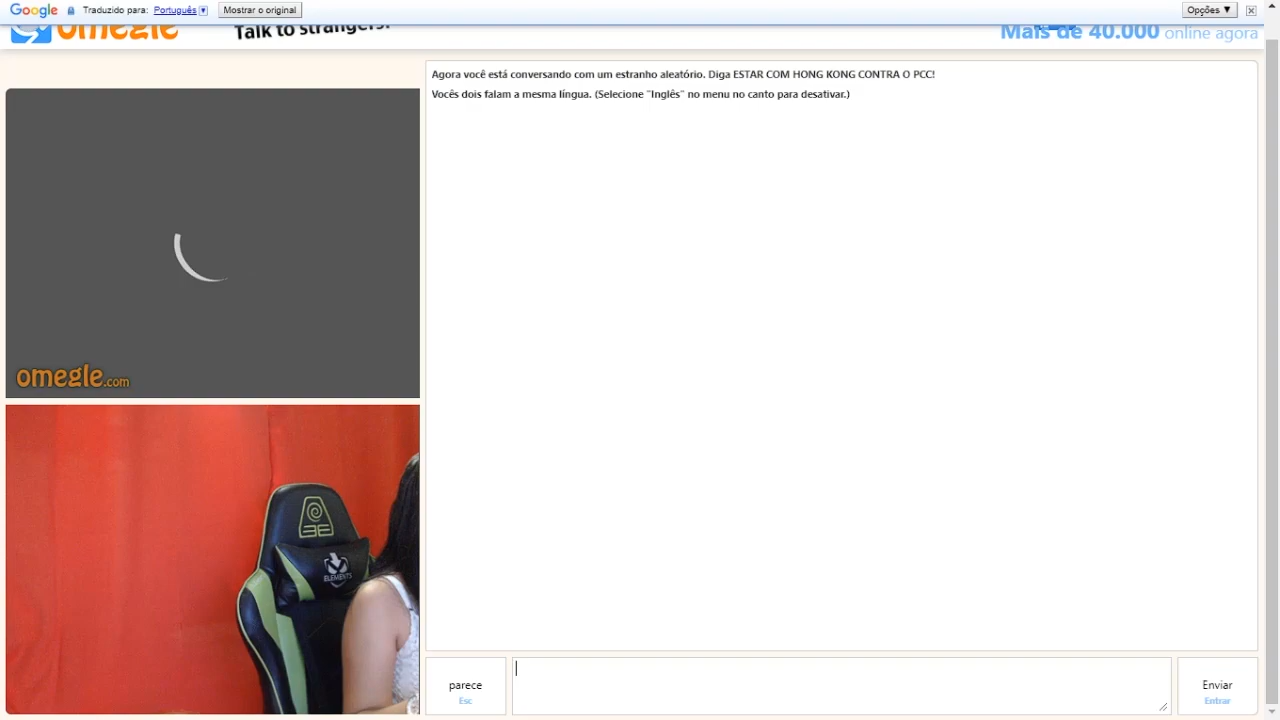 Google Traduzido para: Português Mostrar o original Opções
omegle Talk to strangers! Mais de 40.000 online agora
Agora você está conversando com um estranho aleatório. Diga ESTAR COM HONG KONG CONTRA O PCC!
Vocês dois falam a mesma língua. (Selecione "Inglês" no menu no canto para desativar.)
omegle.com
ELEMENTS
parece
Esc
Enviar
Entrar